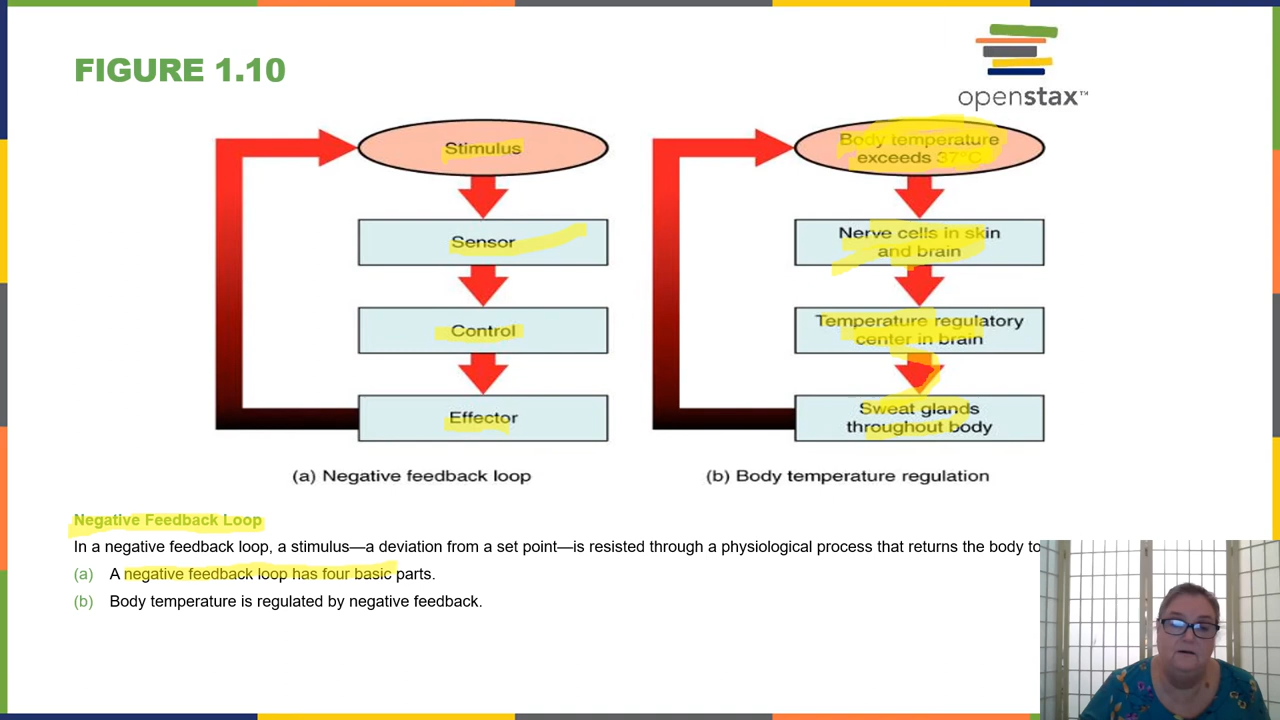 FIGURE 1.10
openstax™
Stimulus
Sensor
Control
Effector
(a) Negative feedback loop
Body temperature
exceeds 37°C
Nerve cells in skin
and brain
Temperature regulatory
center in brain
Sweat glands
throughout body
(b) Body temperature regulation
Negative Feedback Loop
In a negative feedback loop, a stimulus—a deviation from a set point—is resisted through a physiological process that returns the body to
(a) A negative feedback loop has four basic parts.
(b) Body temperature is regulated by negative feedback.